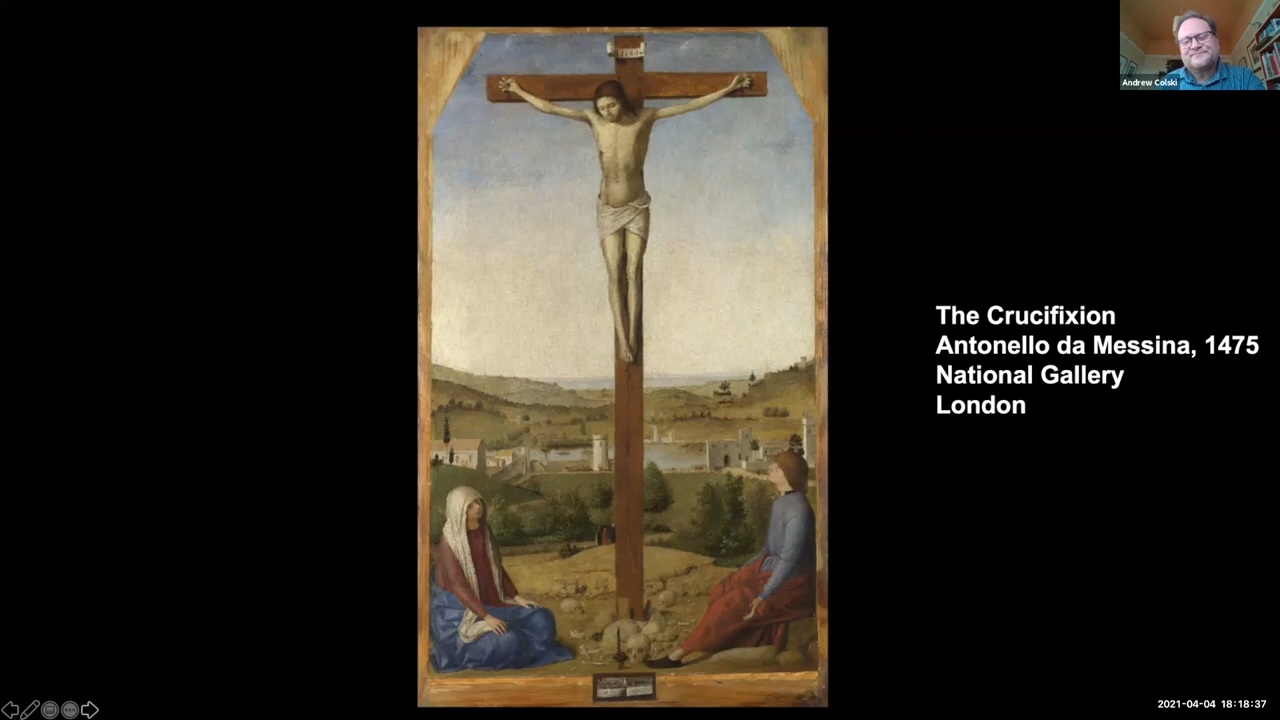 Andrew Colski
The Crucifixion
Antonello da Messina, 1475
National Gallery
London
2021-04-04 18:18:37